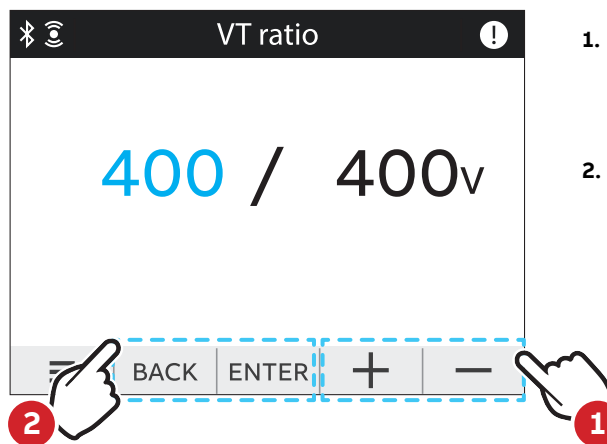 VT ratio !
1.
400 / 400V
2.
BACK ENTER + −
2 1